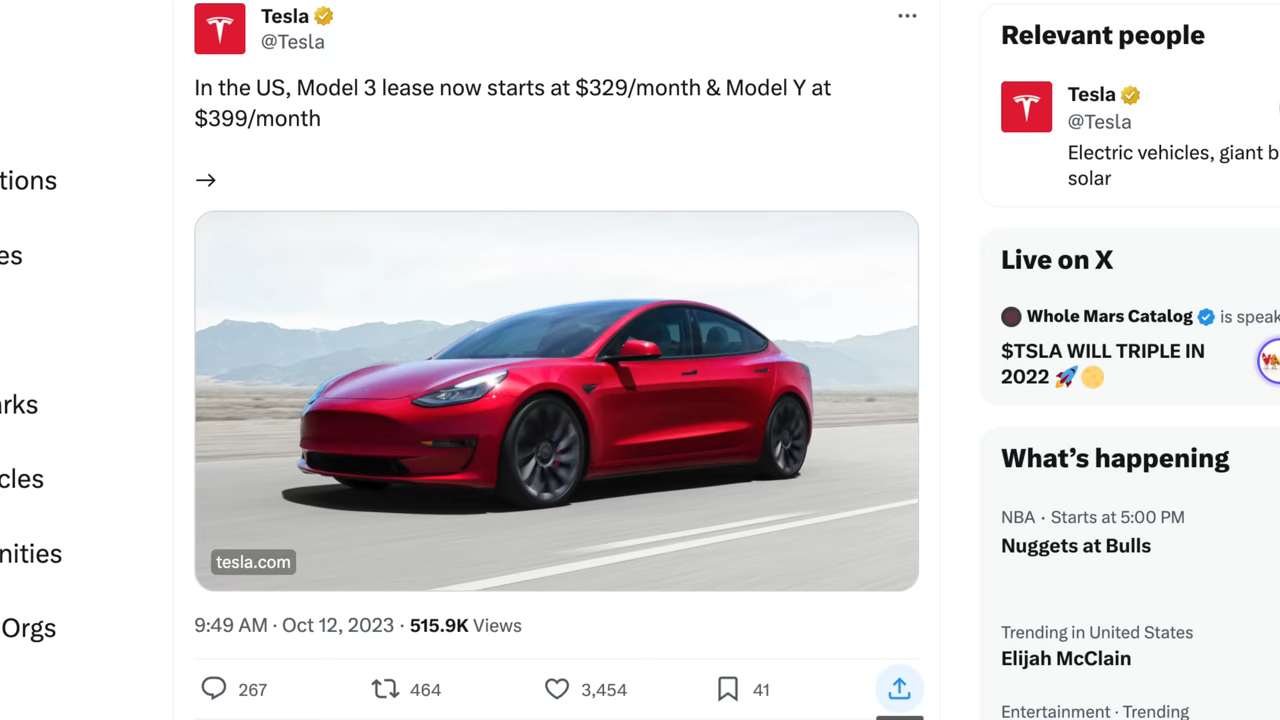 Tesla
@Tesla
In the US, Model 3 lease now starts at $329/month & Model Y at
$399/month
→
tesla.com
9:49 AM · Oct 12, 2023 · 515.9K Views
267 464 3,454 41
tions
es
arks
cles
nities
Orgs
Relevant people
Tesla
@Tesla
Electric vehicles, giant b
solar
Live on X
Whole Mars Catalog is speak
$TSLA WILL TRIPLE IN
2022 🚀🌕
What’s happening
NBA · Starts at 5:00 PM
Nuggets at Bulls
Trending in United States
Elijah McClain
Entertainment · Trending